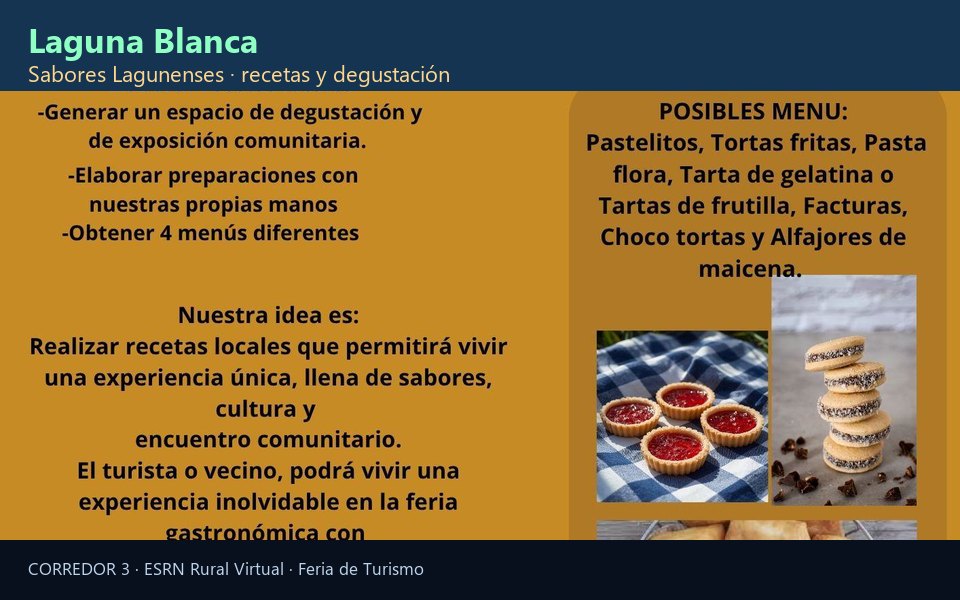 Laguna Blanca
Sabores Lagunenses · recetas y degustación
-Generar un espacio de degustación y
de exposición comunitaria.
-Elaborar preparaciones con
nuestras propias manos
-Obtener 4 menús diferentes
Nuestra idea es:
Realizar recetas locales que permitirá vivir
una experiencia única, llena de sabores,
cultura y
encuentro comunitario.
El turista o vecino, podrá vivir una
experiencia inolvidable en la feria
gastronómica con
POSIBLES MENU:
Pastelitos, Tortas fritas, Pasta
flora, Tarta de gelatina o
Tartas de frutilla, Facturas,
Choco tortas y Alfajores de
maicena.
CORREDOR 3 · ESRN Rural Virtual · Feria de Turismo